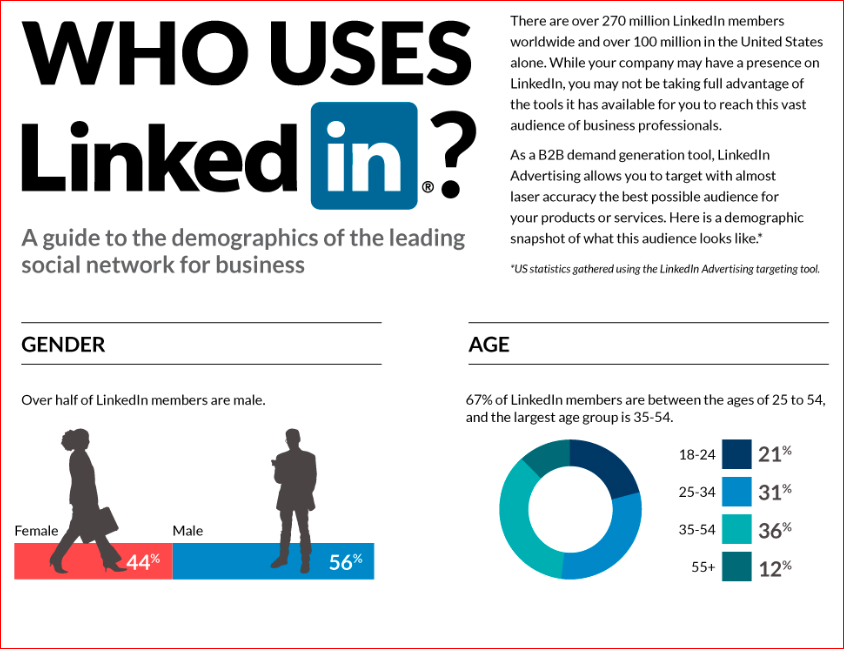 WHO USES
Linked in®?
A guide to the demographics of the leading
social network for business
There are over 270 million LinkedIn members
worldwide and over 100 million in the United States
alone. While your company may have a presence on
LinkedIn, you may not be taking full advantage of
the tools it has available for you to reach this vast
audience of business professionals.
As a B2B demand generation tool, LinkedIn
Advertising allows you to target with almost
laser accuracy the best possible audience for
your products or services. Here is a demographic
snapshot of what this audience looks like.*
*US statistics gathered using the LinkedIn Advertising targeting tool.
GENDER
Over half of LinkedIn members are male.
Female Male
44% 56%
AGE
67% of LinkedIn members are between the ages of 25 to 54,
and the largest age group is 35-54.
18-24 21%
25-34 31%
35-54 36%
55+ 12%